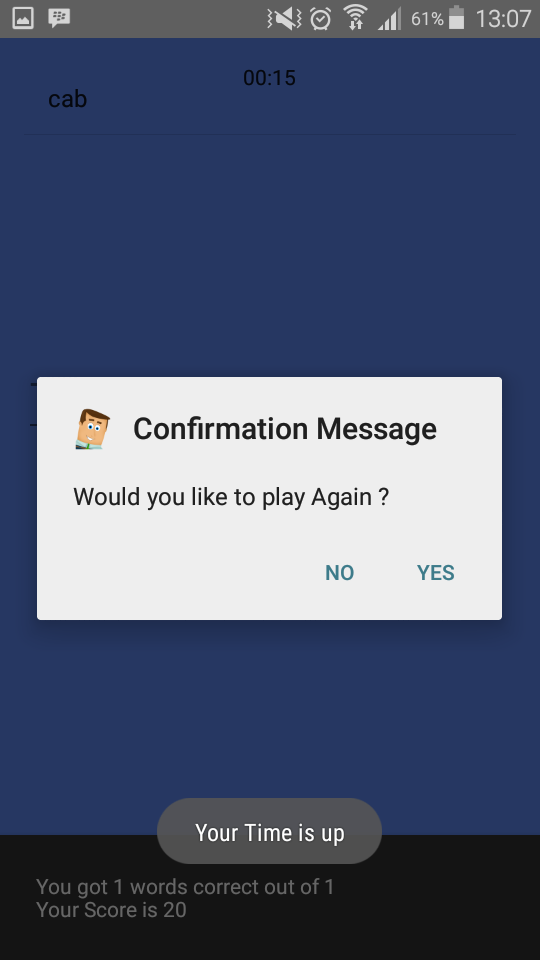 61% 13:07
00:15
cab
Confirmation Message
Would you like to play Again ?
NO YES
Your Time is up
You got 1 words correct out of 1
Your Score is 20